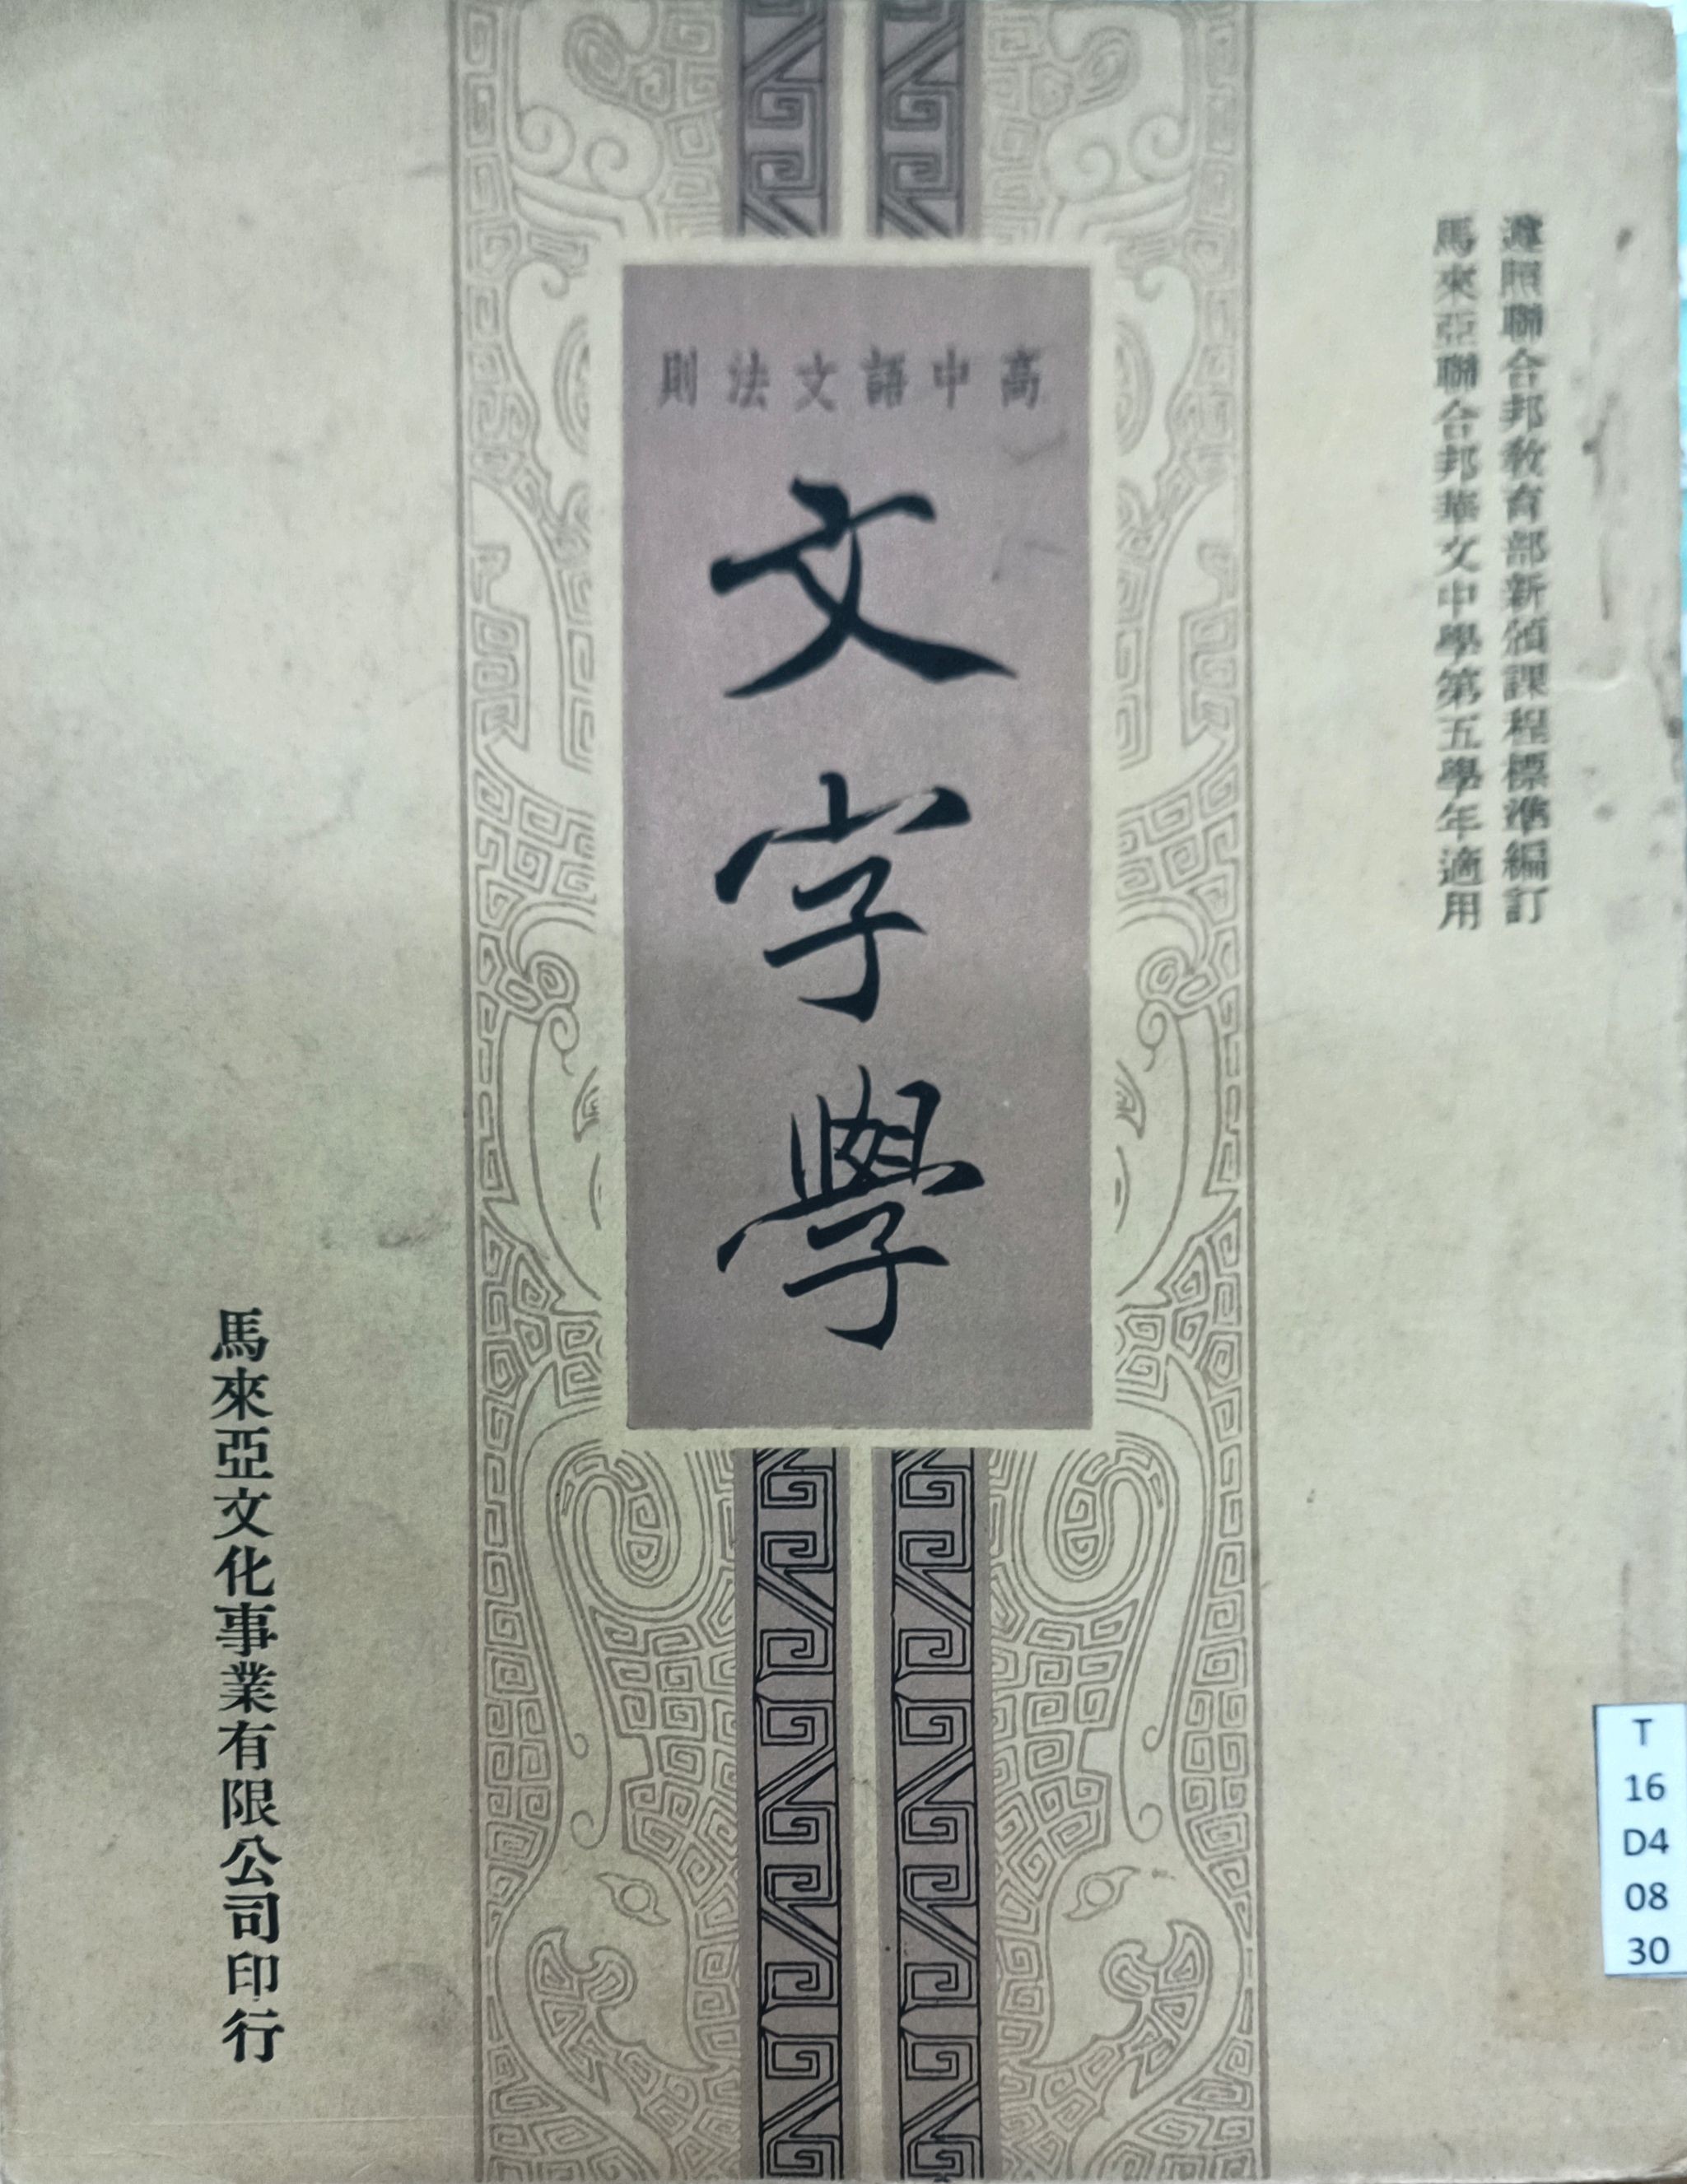 遵照聯合邦敎育部新頒課程標準編訂
馬來亞聯合邦華文中學第五學年適用
高中語文法則
文字學
馬來亞文化事業有限公司印行
T
16
D4
08
30